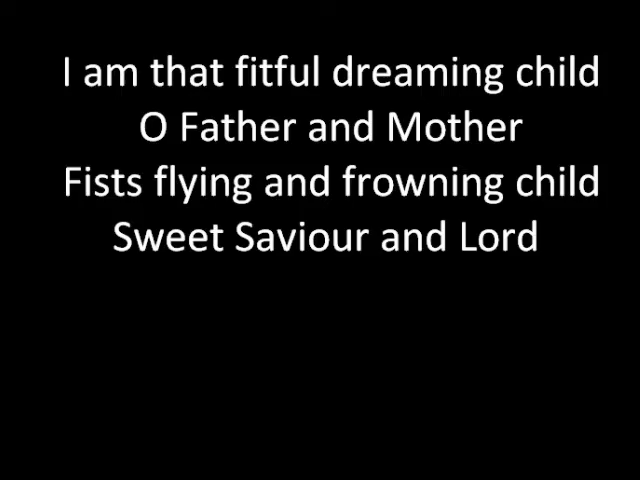 I am that fitful dreaming child
O Father and Mother
Fists flying and frowning child
Sweet Saviour and Lord